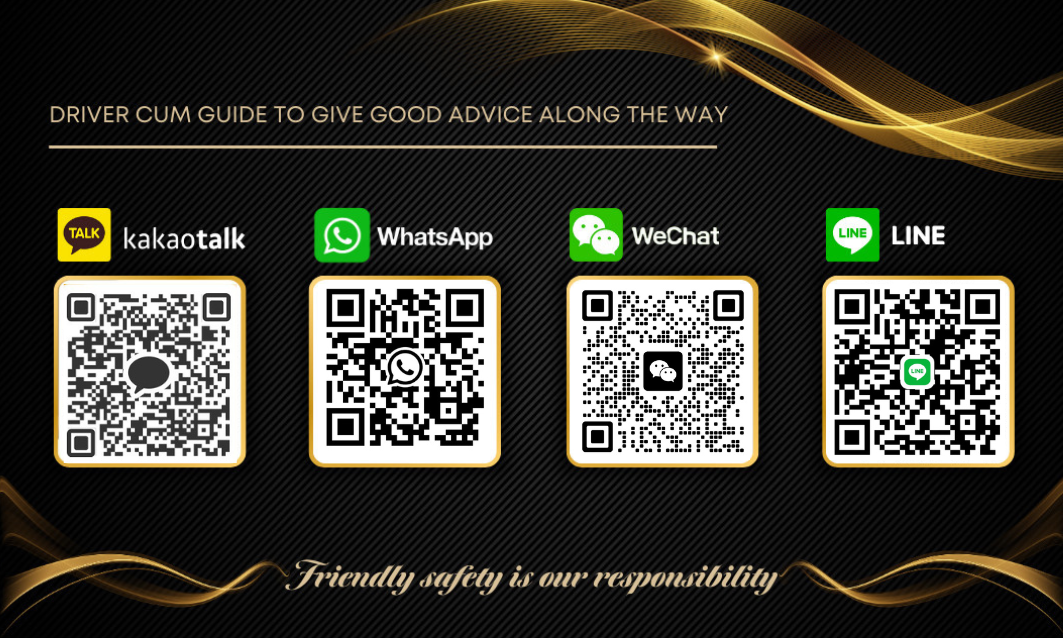 DRIVER CUM GUIDE TO GIVE GOOD ADVICE ALONG THE WAY
TALK kakaotalk
WhatsApp
WeChat
LINE LINE
LINE
Friendly safety is our responsibility